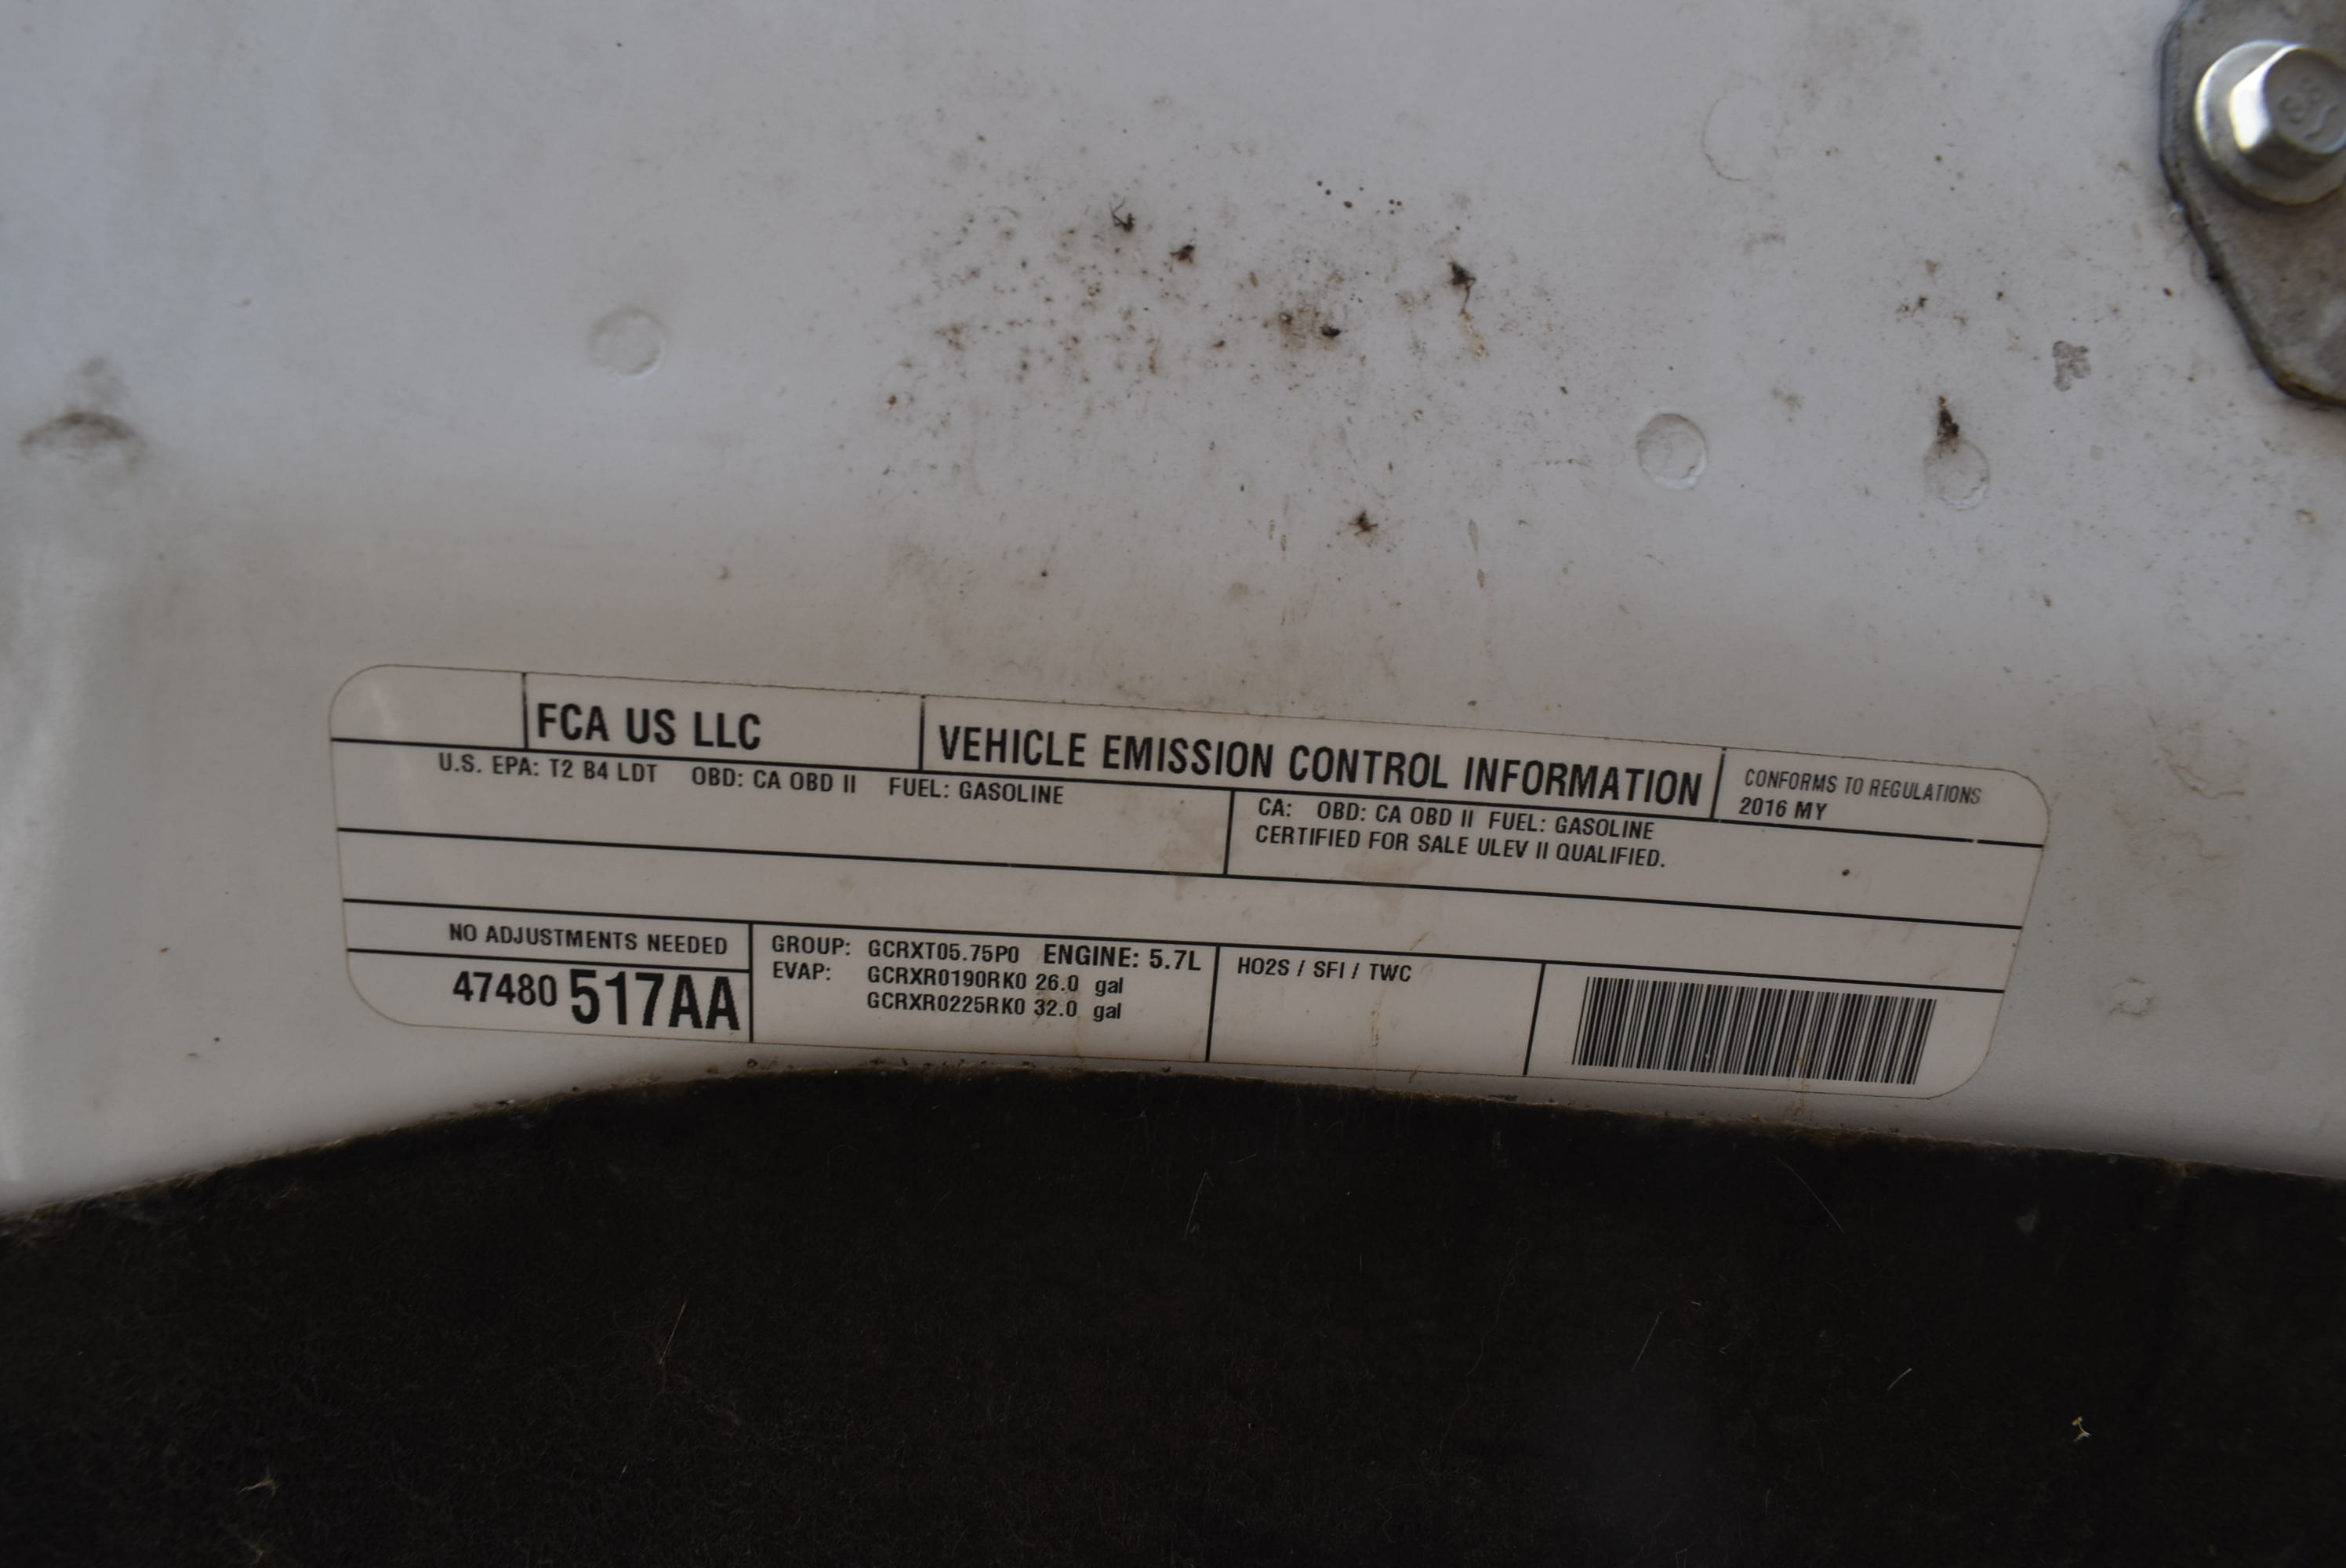 FCA US LLC
VEHICLE EMISSION CONTROL INFORMATION
CONFORMS TO REGULATIONS
2016 MY
U.S. EPA: T2 B4 LDT OBD: CA OBD II FUEL: GASOLINE
CA: OBD: CA OBD II FUEL: GASOLINE
CERTIFIED FOR SALE ULEV II QUALIFIED.
NO ADJUSTMENTS NEEDED
47480 517AA
GROUP: GCRXT05.75P0 ENGINE: 5.7L
EVAP: GCRXR0190RK0 26.0 gal
GCRXR0225RK0 32.0 gal
HO2S / SFI / TWC